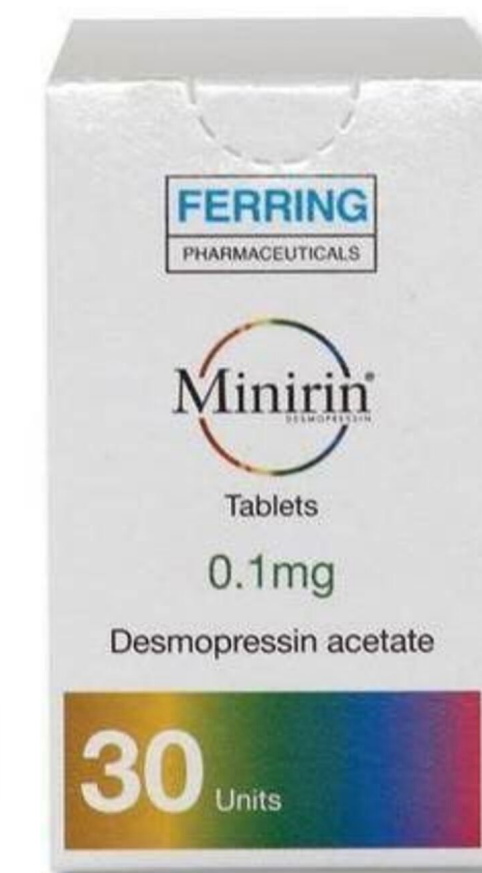 FERRING
PHARMACEUTICALS
Minirin®
DESMOPRESSIN
Tablets
0.1mg
Desmopressin acetate
30 Units